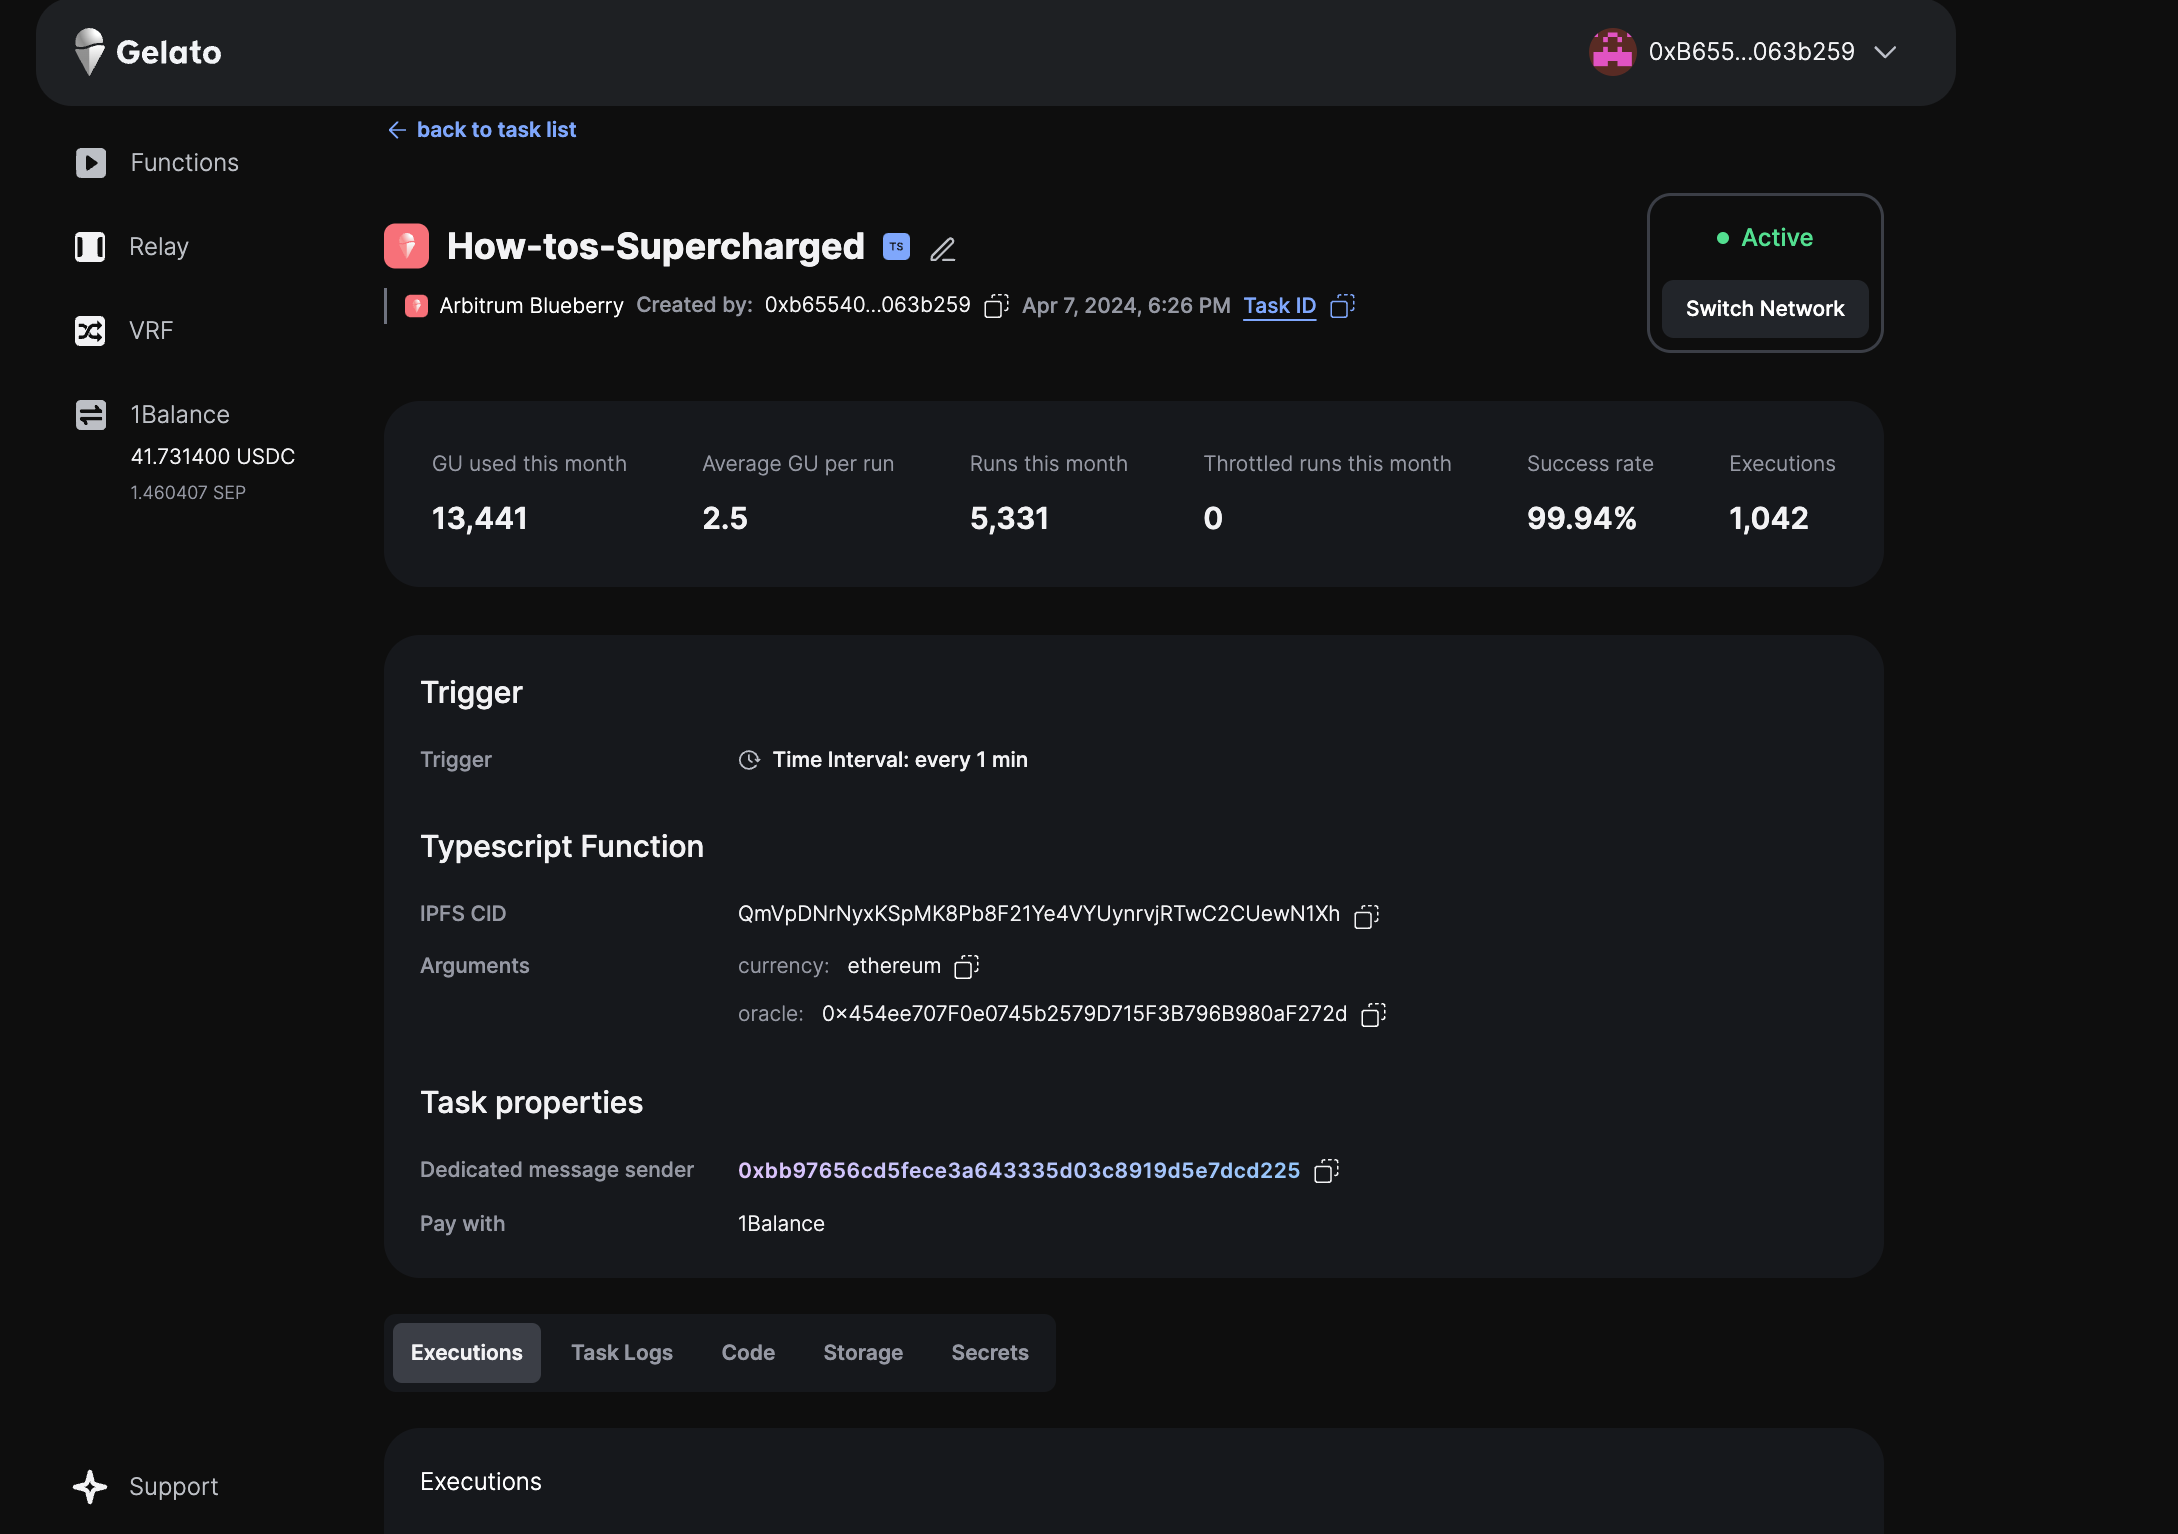 Gelato
0xB655...063b259
back to task list
Functions
Relay
VRF
1Balance
41.731400 USDC
1.460407 SEP
How-tos-Supercharged TS
Active
Switch Network
Arbitrum Blueberry Created by: 0xb65540...063b259 Apr 7, 2024, 6:26 PM Task ID
GU used this month Average GU per run Runs this month Throttled runs this month Success rate Executions
13,441 2.5 5,331 0 99.94% 1,042
Trigger
Trigger Time Interval: every 1 min
Typescript Function
IPFS CID QmVpDNrNyxKSpMK8Pb8F21Ye4VYUynrvjRTwC2CUewN1Xh
Arguments currency: ethereum
oracle: 0×454ee707F0e0745b2579D715F3B796B980aF272d
Task properties
Dedicated message sender 0xbb97656cd5fece3a643335d03c8919d5e7dcd225
Pay with 1Balance
Executions Task Logs Code Storage Secrets
Executions
Support